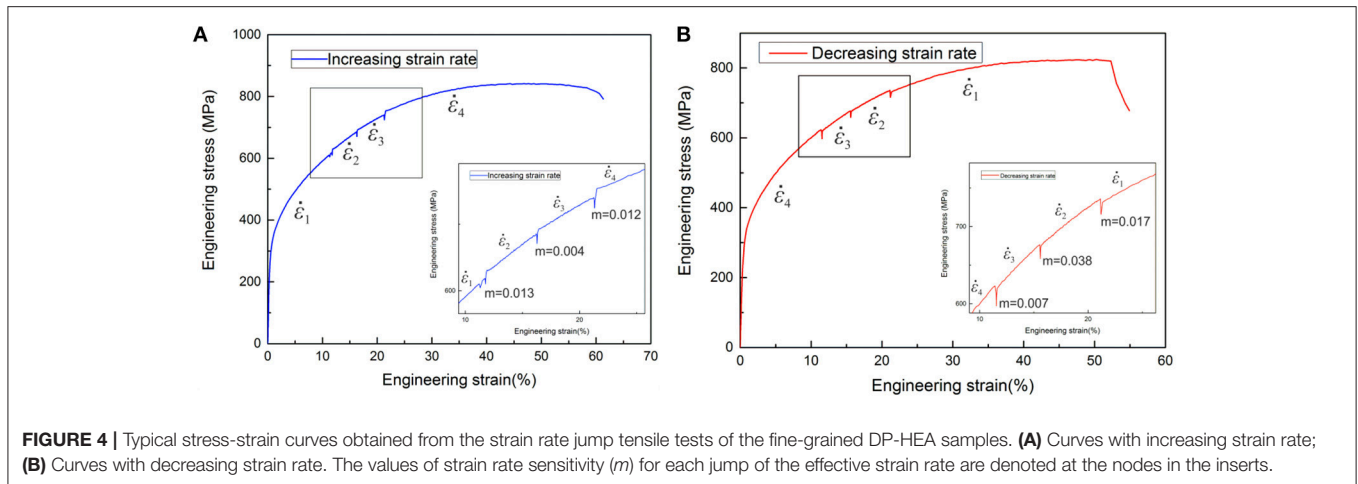 A
1000
800
600
400
200
0
Engineering stress (MPa)
Increasing strain rate
ε̇₁
ε̇₂
ε̇₃
ε̇₄
0 10 20 30 40 50 60 70
Engineering strain(%)
Increasing strain rate
Engineering stress (MPa)
600
ε̇₁
ε̇₂
ε̇₃
ε̇₄
m=0.013
m=0.004
m=0.012
10 20
Engineering strain(%)
B
800
600
400
200
0
Engineering stress (MPa)
Decreasing strain rate
ε̇₄
ε̇₃
ε̇₂
ε̇₁
0 10 20 30 40 50 60
Engineering strain(%)
Decreasing strain rate
Engineering stress (MPa)
700
600
ε̇₄
ε̇₃
ε̇₂
ε̇₁
m=0.007
m=0.038
m=0.017
10 20
Engineering strain(%)
FIGURE 4 | Typical stress-strain curves obtained from the strain rate jump tensile tests of the fine-grained DP-HEA samples. (A) Curves with increasing strain rate;
(B) Curves with decreasing strain rate. The values of strain rate sensitivity (m) for each jump of the effective strain rate are denoted at the nodes in the inserts.